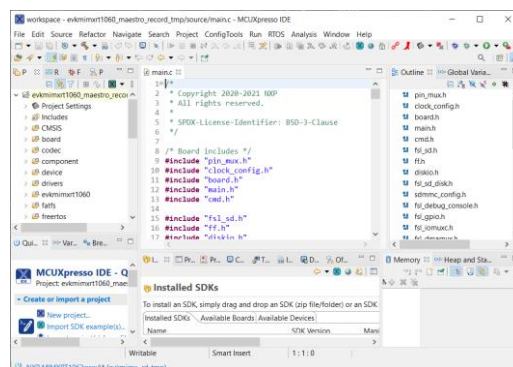 workspace - evkmimxrt1060_maestro_record_tmp/source/main.c - MCUXpresso IDE
File Edit Source Refactor Navigate Search Project ConfigTools Run RTOS Analysis Window Help
main.c
Outline
Global Varia...
evkmimxrt1060_maestro_recor
Project Settings
Includes
CMSIS
board
codec
component
device
drivers
evkmimxrt1060
fatfs
freertos
1 /*
2 * Copyright 2020-2021 NXP
3 * All rights reserved.
4 *
5 * SPDX-License-Identifier: BSD-3-Clause
6 */
7
8 /* Board includes */
9 #include "pin_mux.h"
10 #include "clock_config.h"
11 #include "board.h"
12 #include "main.h"
13 #include "cmd.h"
14
15 #include "fsl_sd.h"
16 #include "ff.h"
17 #include "diskio.h"
pin_mux.h
clock_config.h
board.h
main.h
cmd.h
fsl_sd.h
ff.h
diskio.h
fsl_sd_disk.h
sdmmc_config.h
fsl_debug_console.h
fsl_gpio.h
fsl_iomuxc.h
Qui...
Var...
Bre...
MCUXpresso IDE - Q
Project: evkmimxrt1060_maes
Create or import a project
New project...
Import SDK example(s)...
Installed SDKs
To install an SDK, simply drag and drop an SDK (zip file/folder) or an SDK
Installed SDKs Available Boards Available Devices
Name SDK Version
Memory
Heap and Sta...
Writable Smart Insert 1 : 1 : 0